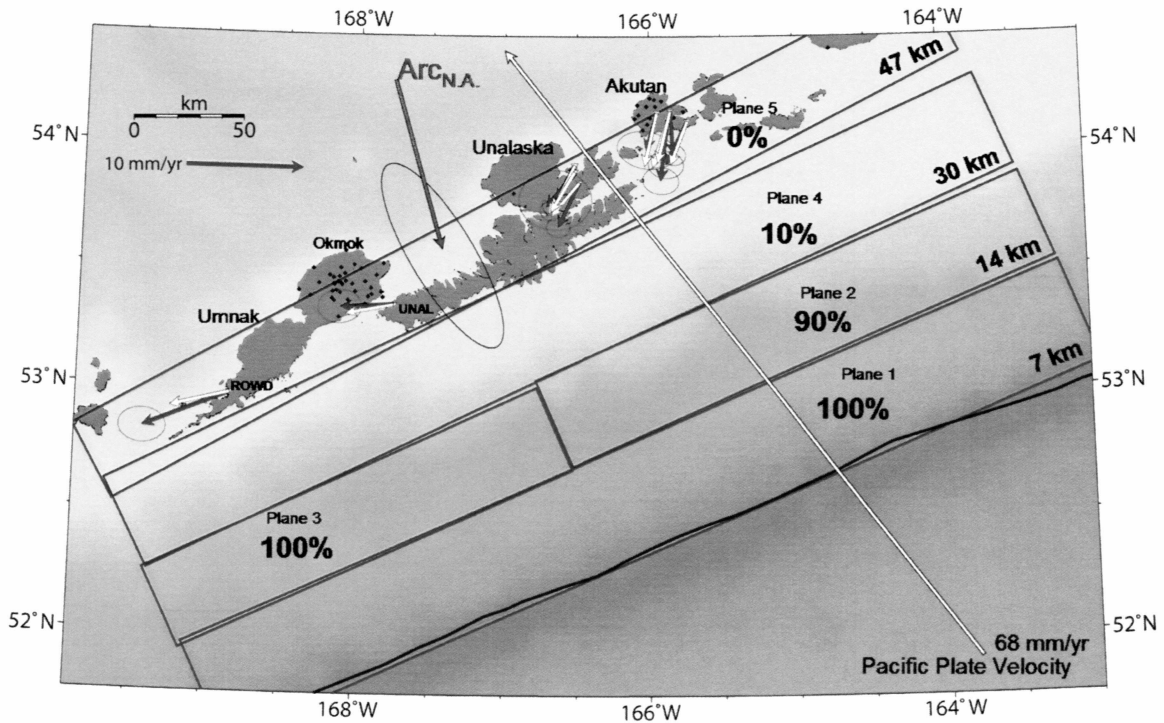 168°W 166°W 164°W
Arc N.A.
47 km
km
0 50
Akutan
Plane 5
0%
54°N 54°N
10 mm/yr
Unalaska
30 km
Plane 4
10%
Okmok
14 km
Umnak
UNAL
Plane 2
90%
7 km
53°N 53°N
ROWD
Plane 1
100%
Plane 3
100%
52°N 52°N
68 mm/yr
Pacific Plate Velocity
168°W 166°W 164°W